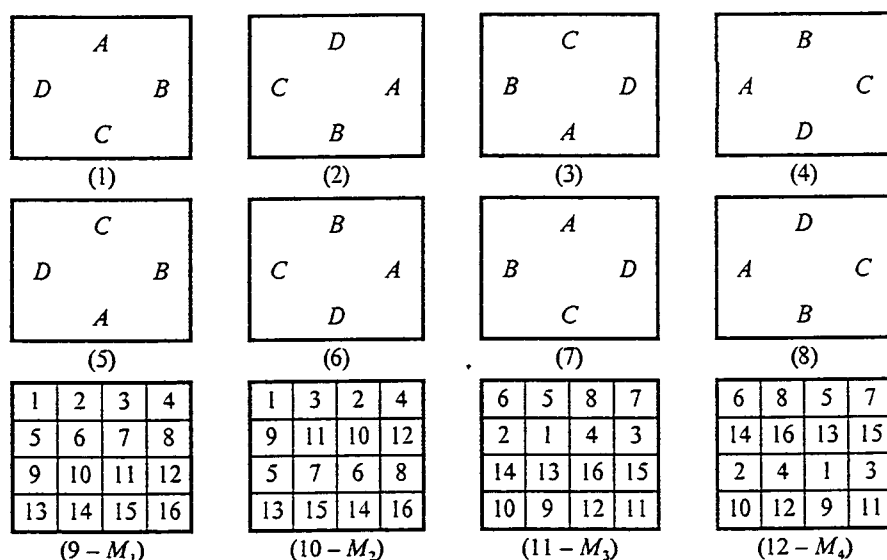 A D C B
D B C A B D A C
C B A D
(1) (2) (3) (4)
C B A D
D B C A B D A C
A D C B
(5) (6) (7) (8)
1 2 3 4 1 3 2 4 6 5 8 7 6 8 5 7
5 6 7 8 9 11 10 12 2 1 4 3 14 16 13 15
9 10 11 12 5 7 6 8 14 13 16 15 2 4 1 3
13 14 15 16 13 15 14 16 10 9 12 11 10 12 9 11
(9 – M1) (10 – M2) (11 – M3) (12 – M4)